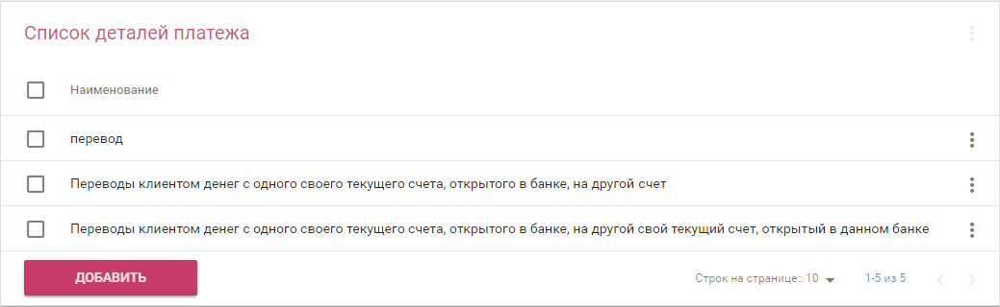 Список деталей платежа
Наименование
перевод
Переводы клиентом денег с одного своего текущего счета, открытого в банке, на другой счет
Переводы клиентом денег с одного своего текущего счета, открытого в банке, на другой свой текущий счет, открытый в данном банке
ДОБАВИТЬ Строк на странице:: 10 1-5 из 5